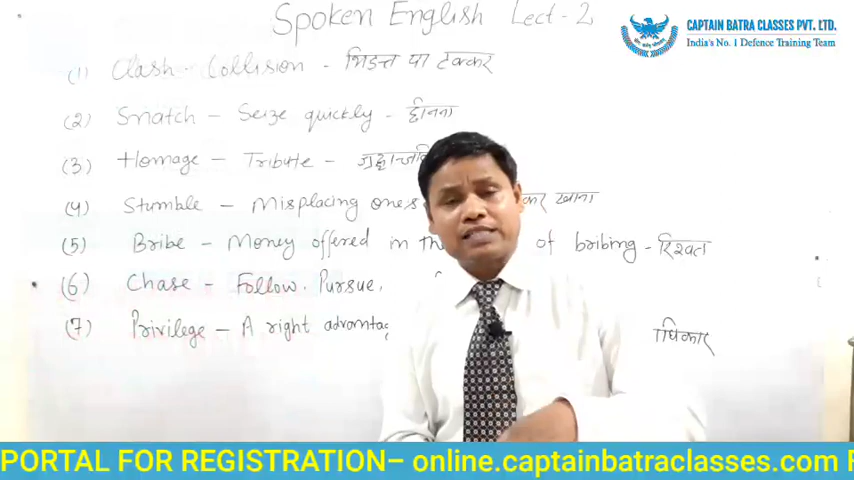 Spoken English Lect-2
CAPTAIN BATRA CLASSES PVT. LTD.
India's No. 1 Defence Training Team
(1) Clash - Collision - भिड़न्त या टक्कर
(2) Snatch - Seize quickly - छीनना
(3) Homage - Tribute -
(4) Stumble - Misplacing one's खाना
(5) Bribe - Money offered in of bribing - रिश्वत
(6) Chase - Follow. Pursue.
(7) Privilege - A right
PORTAL FOR REGISTRATION– online.captainbatraclasses.com